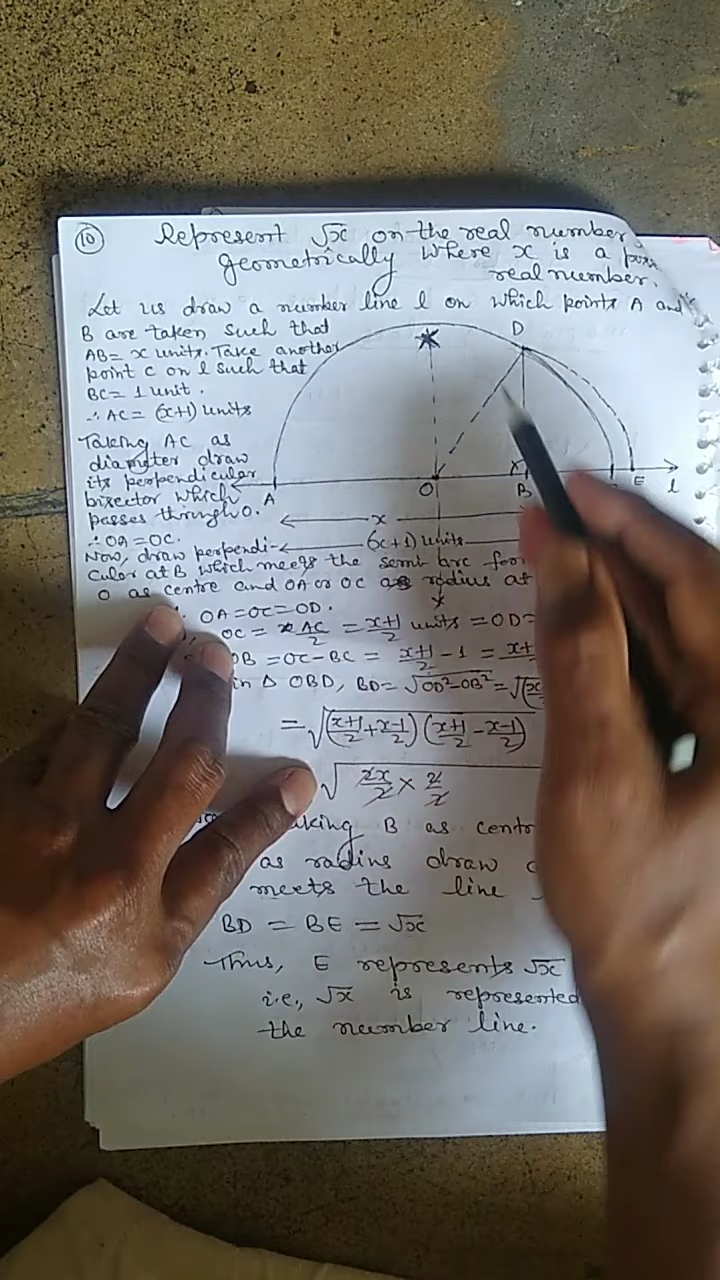 10 Represent √x on the real number
geometrically where x is a
real number.
Let us draw a number line l on which points A and
B are taken such that
AB = x units. Take another
point C on l such that
BC = 1 unit.
∴ AC = (x+1) units
Taking AC as
diameter draw
its perpendicular
bisector which
passes through O.
∴ OA = OC.
Now, draw perpendi-
cular at B which meets the semi arc
O as centre and OA or OC as radius at
D
A O B E l
x
(x+1) units
∵ OA = OC = OD.
OC = AC/2 = x+1/2 units = OD =
OB = OC - BC = x+1/2 - 1 =
in Δ OBD, BD = √OD² - OB² =
= √(x+1/2 + x-1/2) (x+1/2 - x-1/2)
√2x/2 × 2/2
B as
as radius draw
meets the line
BD = BE = √x
Thus, E represents √x
i.e., √x is represented
the number line.